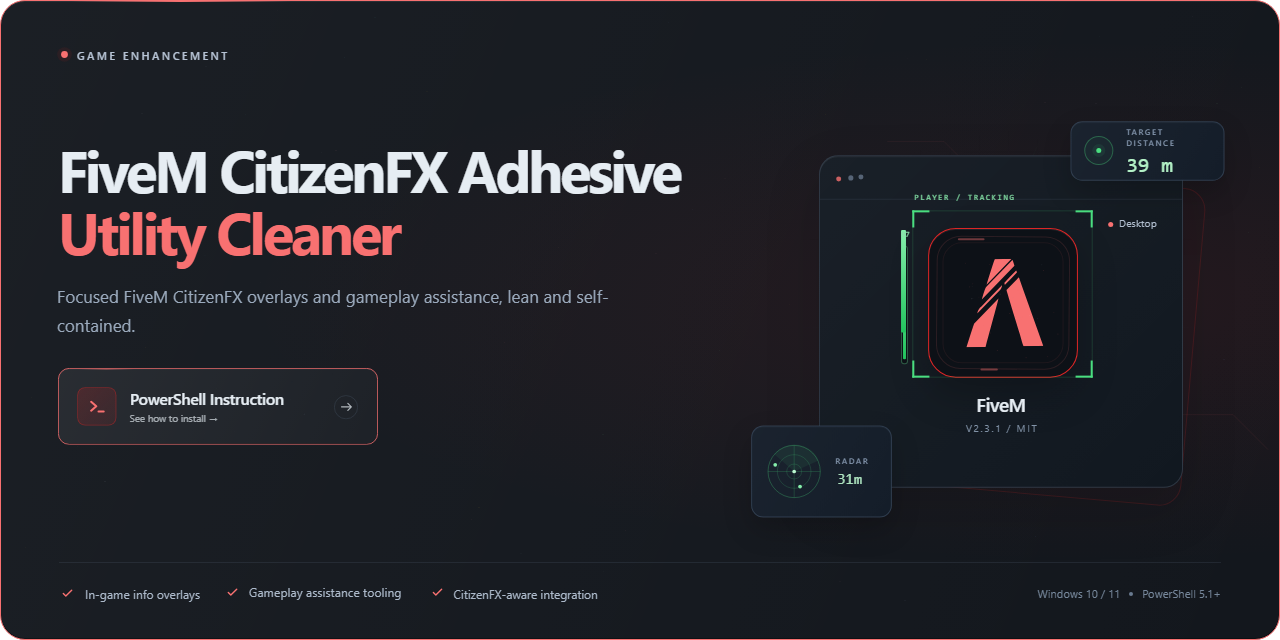 GAME ENHANCEMENT
FiveM CitizenFX Adhesive
Utility Cleaner
Focused FiveM CitizenFX overlays and gameplay assistance, lean and self-
contained.
PowerShell Instruction
See how to install →
TARGET
DISTANCE
39 m
PLAYER / TRACKING
Desktop
FiveM
V2.3.1 / MIT
RADAR
31m
In-game info overlays
Gameplay assistance tooling
CitizenFX-aware integration
Windows 10 / 11 • PowerShell 5.1+